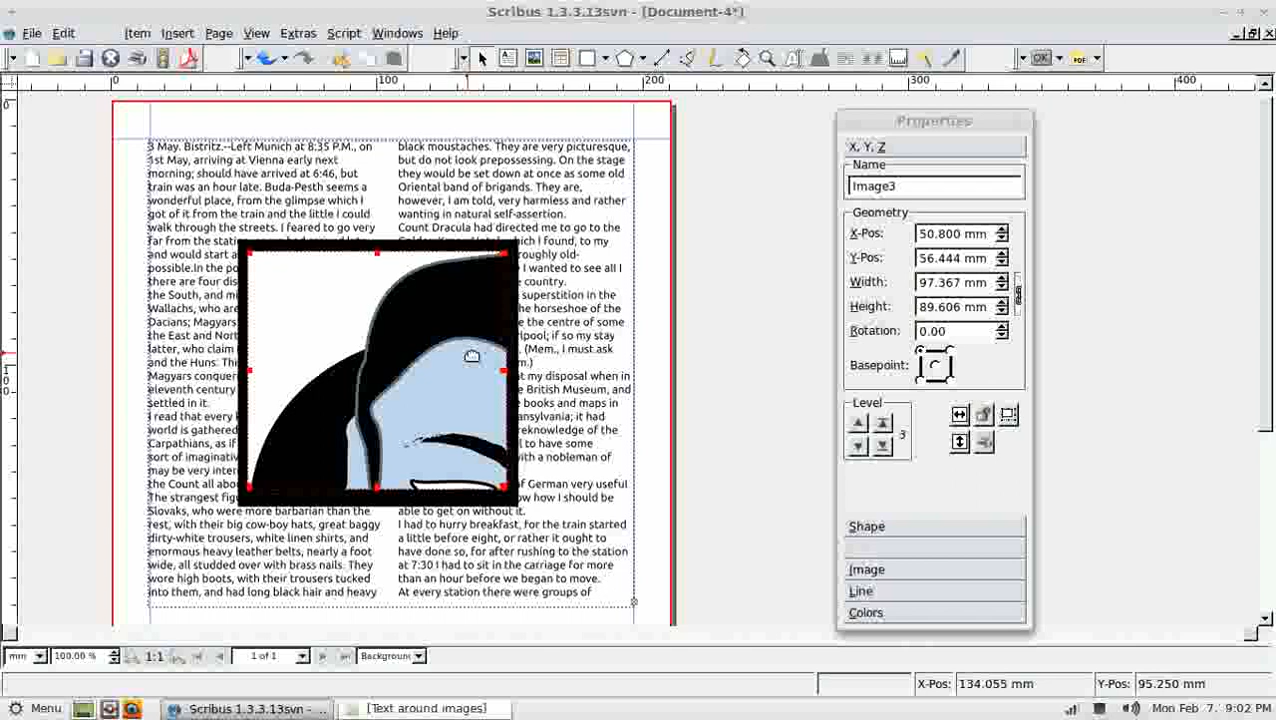 Scribus 1.3.3.13svn - [Document-4*]
File Edit Item Insert Page View Extras Script Windows Help
OK PDF
0 100 200 300 400
3 May. Bistritz.--Left Munich at 8:35 P.M., on
1st May, arriving at Vienna early next
morning; should have arrived at 6:46, but
train was an hour late. Buda-Pesth seems a
wonderful place, from the glimpse which I
got of it from the train and the little I could
walk through the streets. I feared to go very
far from the
and would start
possible.In the
there are four
the South, and
Wallachs, who are
Dacians; Magyars
the East and
latter, who claim
and the Huns.
Magyars
eleventh century
settled in it.
I read that every
world is gathered
Carpathians, as if
sort of
may be very
the Count all
The strangest
Slovaks, who were more barbarian than the
rest, with their big cow-boy hats, great baggy
dirty-white trousers, white linen shirts, and
enormous heavy leather belts, nearly a foot
wide, all studded over with brass nails. They
wore high boots, with their trousers tucked
into them, and had long black hair and heavy
black moustaches. They are very picturesque,
but do not look prepossessing. On the stage
they would be set down at once as some old
Oriental band of brigands. They are,
however, I am told, very harmless and rather
wanting in natural self-assertion.
Count Dracula had directed me to go to the
which I found, to my
roughly old-
I wanted to see all I
country.
superstition in the
he horseshoe of the
the centre of some
lpool; if so my stay
(Mem., I must ask
m.)
at my disposal when in
British Museum, and
books and maps in
ansylvania; it had
reknowledge of the
to have some
with a nobleman of
of German very useful
ow how I should be
able to get on without it.
I had to hurry breakfast, for the train started
a little before eight, or rather it ought to
have done so, for after rushing to the station
at 7:30 I had to sit in the carriage for more
than an hour before we began to move.
At every station there were groups of
Properties
X, Y, Z
Name
Image3
Geometry
X-Pos: 50.800 mm
Y-Pos: 56.444 mm
Width: 97.367 mm
Height: 89.606 mm
Rotation: 0.00
Basepoint:
Level
3
Shape
Image
Line
Colors
mm 100.00 % 1:1 1 of 1 Background
X-Pos: 134.055 mm Y-Pos: 95.250 mm
Menu Scribus 1.3.3.13svn - ... [Text around images] Mon Feb 7, 9:02 PM